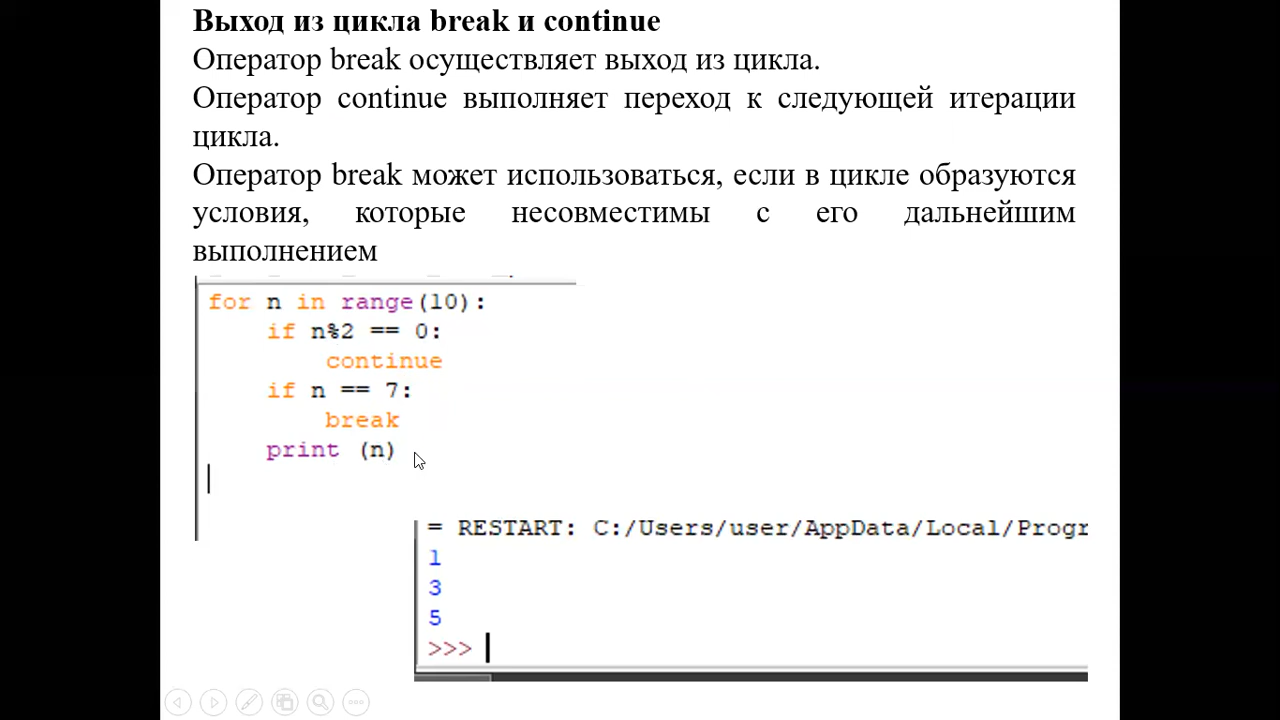 Выход из цикла break и continue
Оператор break осуществляет выход из цикла.
Оператор continue выполняет переход к следующей итерации
цикла.
Оператор break может использоваться, если в цикле образуются
условия, которые несовместимы с его дальнейшим
выполнением
for n in range(10):
    if n%2 == 0:
        continue
    if n == 7:
        break
    print (n)
= RESTART: C:/Users/user/AppData/Local/Progr
1
3
5
>>>